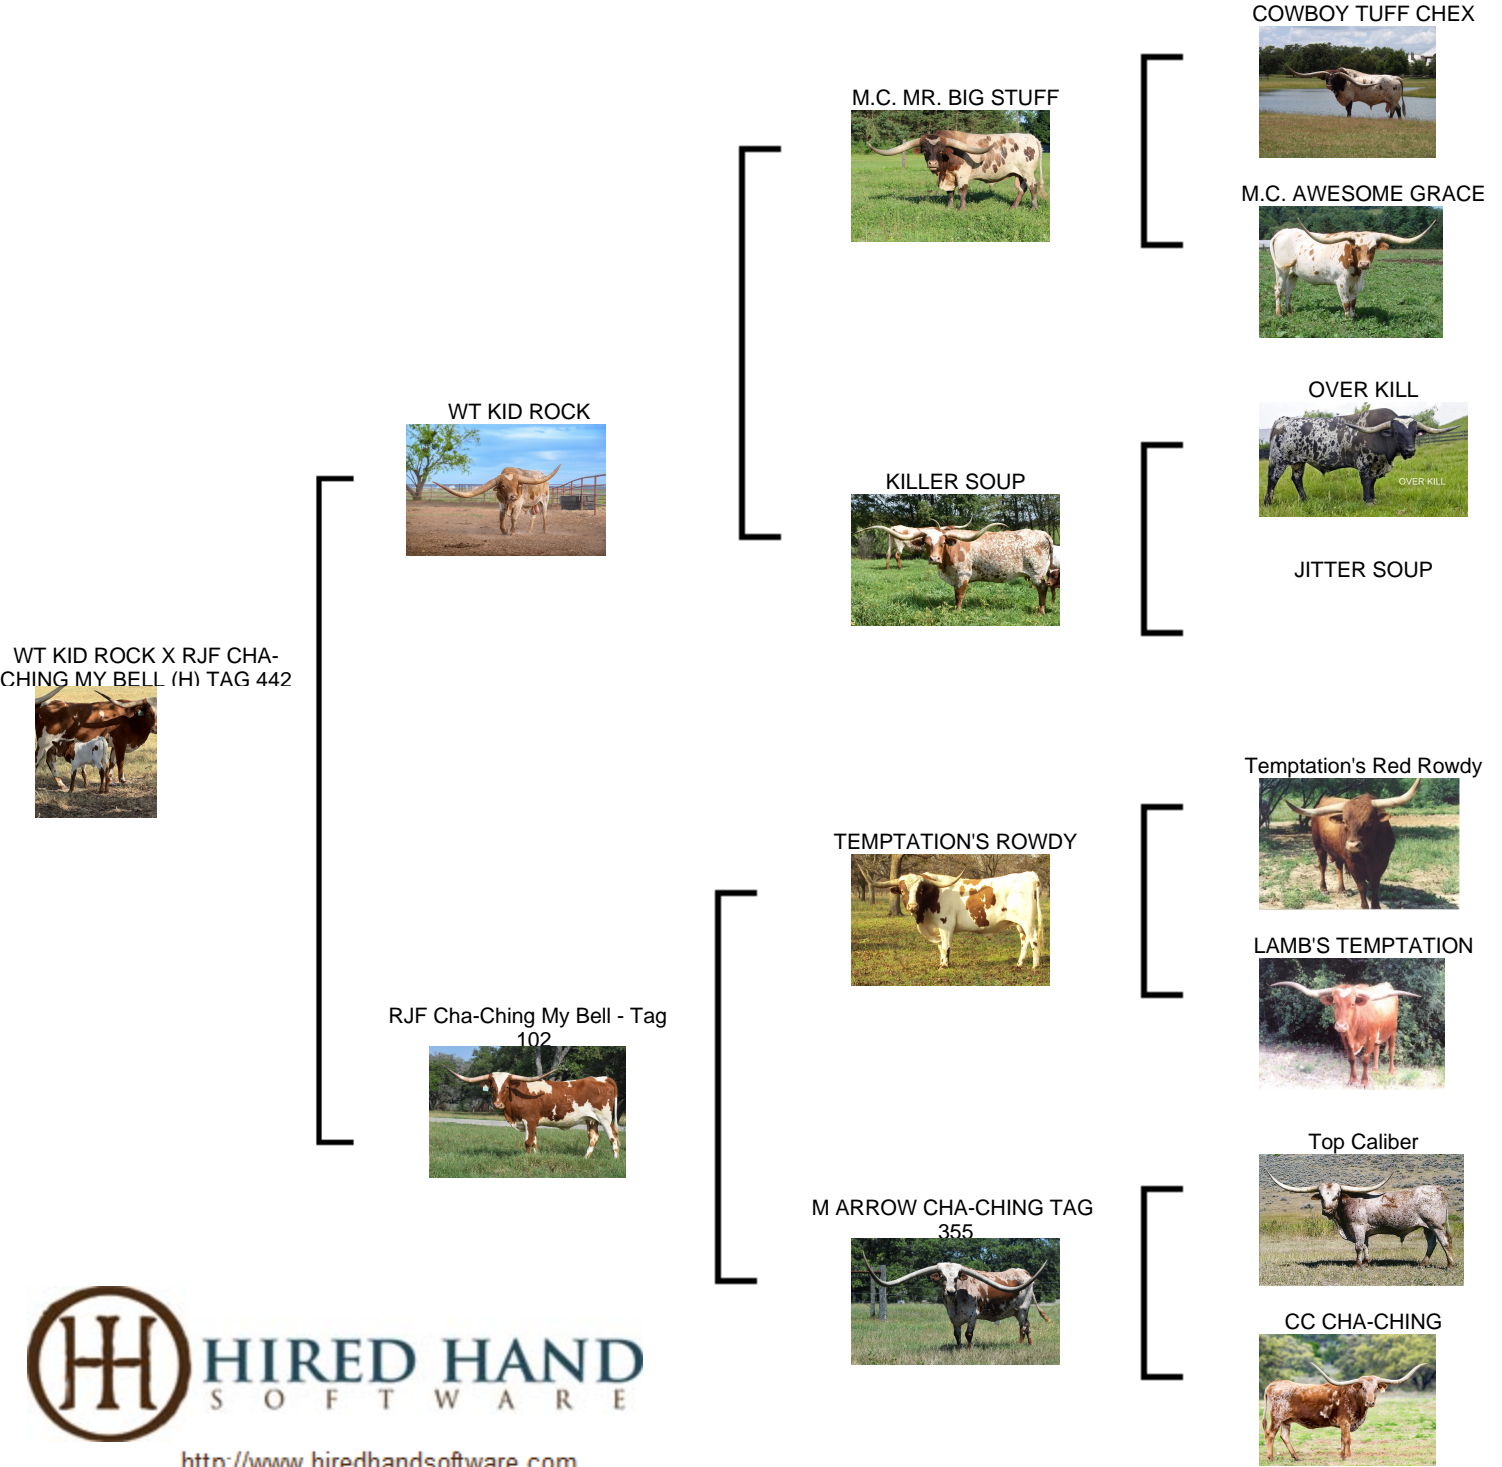 COWBOY TUFF CHEX
M.C. MR. BIG STUFF
M.C. AWESOME GRACE
WT KID ROCK
OVER KILL
OVER KILL
KILLER SOUP
JITTER SOUP
WT KID ROCK X RJF CHA-
CHING MY BELL (H) TAG 442
Temptation's Red Rowdy
TEMPTATION'S ROWDY
LAMB'S TEMPTATION
RJF Cha-Ching My Bell - Tag
102
Top Caliber
M ARROW CHA-CHING TAG
355
CC CHA-CHING
HIRED HAND
SOFTWARE
http://www.hiredhandsoftware.com